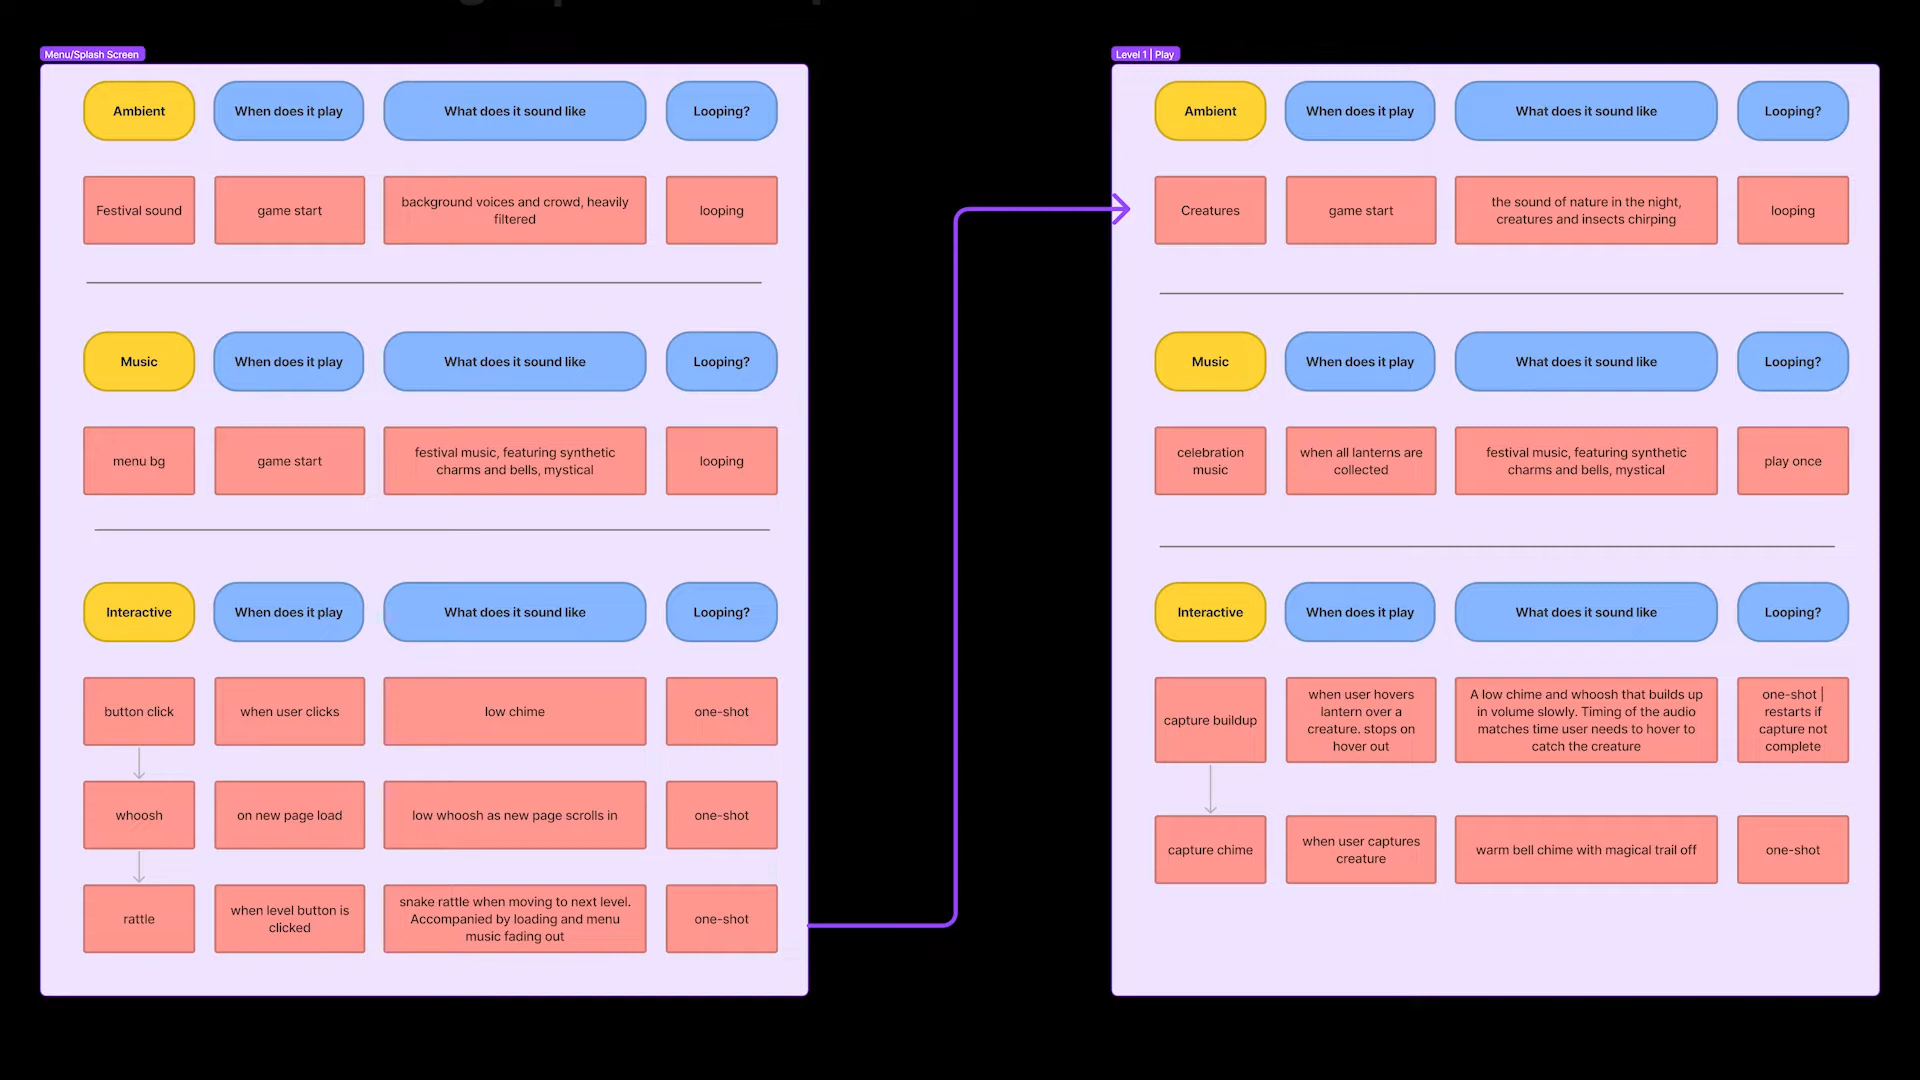 Menu/Splash Screen
Ambient
When does it play
What does it sound like
Looping?
Festival sound
game start
background voices and crowd, heavily
filtered
looping
Music
When does it play
What does it sound like
Looping?
menu bg
game start
festival music, featuring synthetic
charms and bells, mystical
looping
Interactive
When does it play
What does it sound like
Looping?
button click
when user clicks
low chime
one-shot
whoosh
on new page load
low whoosh as new page scrolls in
one-shot
rattle
when level button is
clicked
snake rattle when moving to next level.
Accompanied by loading and menu
music fading out
one-shot
Level 1 | Play
Ambient
When does it play
What does it sound like
Looping?
Creatures
game start
the sound of nature in the night,
creatures and insects chirping
looping
Music
When does it play
What does it sound like
Looping?
celebration
music
when all lanterns are
collected
festival music, featuring synthetic
charms and bells, mystical
play once
Interactive
When does it play
What does it sound like
Looping?
capture buildup
when user hovers
lantern over a
creature. stops on
hover out
A low chime and whoosh that builds up
in volume slowly. Timing of the audio
matches time user needs to hover to
catch the creature
one-shot |
restarts if
capture not
complete
capture chime
when user captures
creature
warm bell chime with magical trail off
one-shot